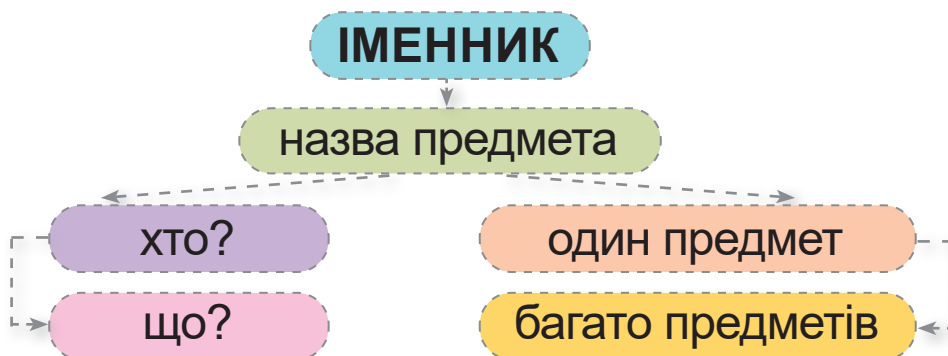 ІМЕННИК
назва предмета
хто?
що?
один предмет
багато предметів